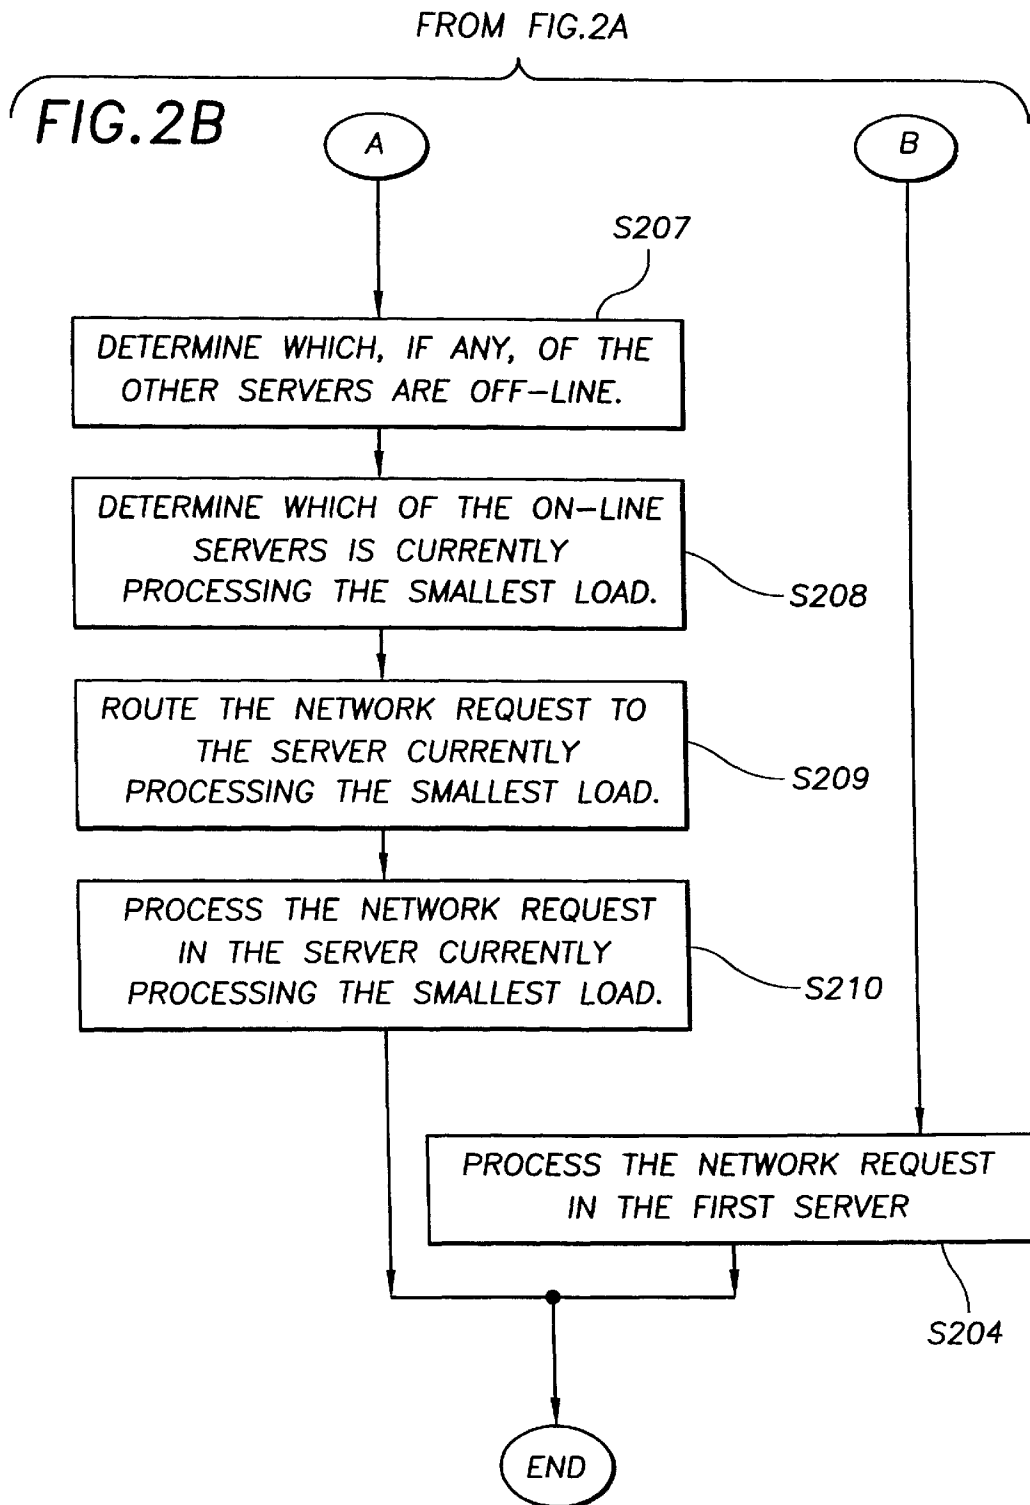 FROM FIG.2A
FIG.2B
A
B
S207
DETERMINE WHICH, IF ANY, OF THE
OTHER SERVERS ARE OFF-LINE.
DETERMINE WHICH OF THE ON-LINE
SERVERS IS CURRENTLY
PROCESSING THE SMALLEST LOAD.
S208
ROUTE THE NETWORK REQUEST TO
THE SERVER CURRENTLY
PROCESSING THE SMALLEST LOAD.
S209
PROCESS THE NETWORK REQUEST
IN THE SERVER CURRENTLY
PROCESSING THE SMALLEST LOAD.
S210
PROCESS THE NETWORK REQUEST
IN THE FIRST SERVER
S204
END